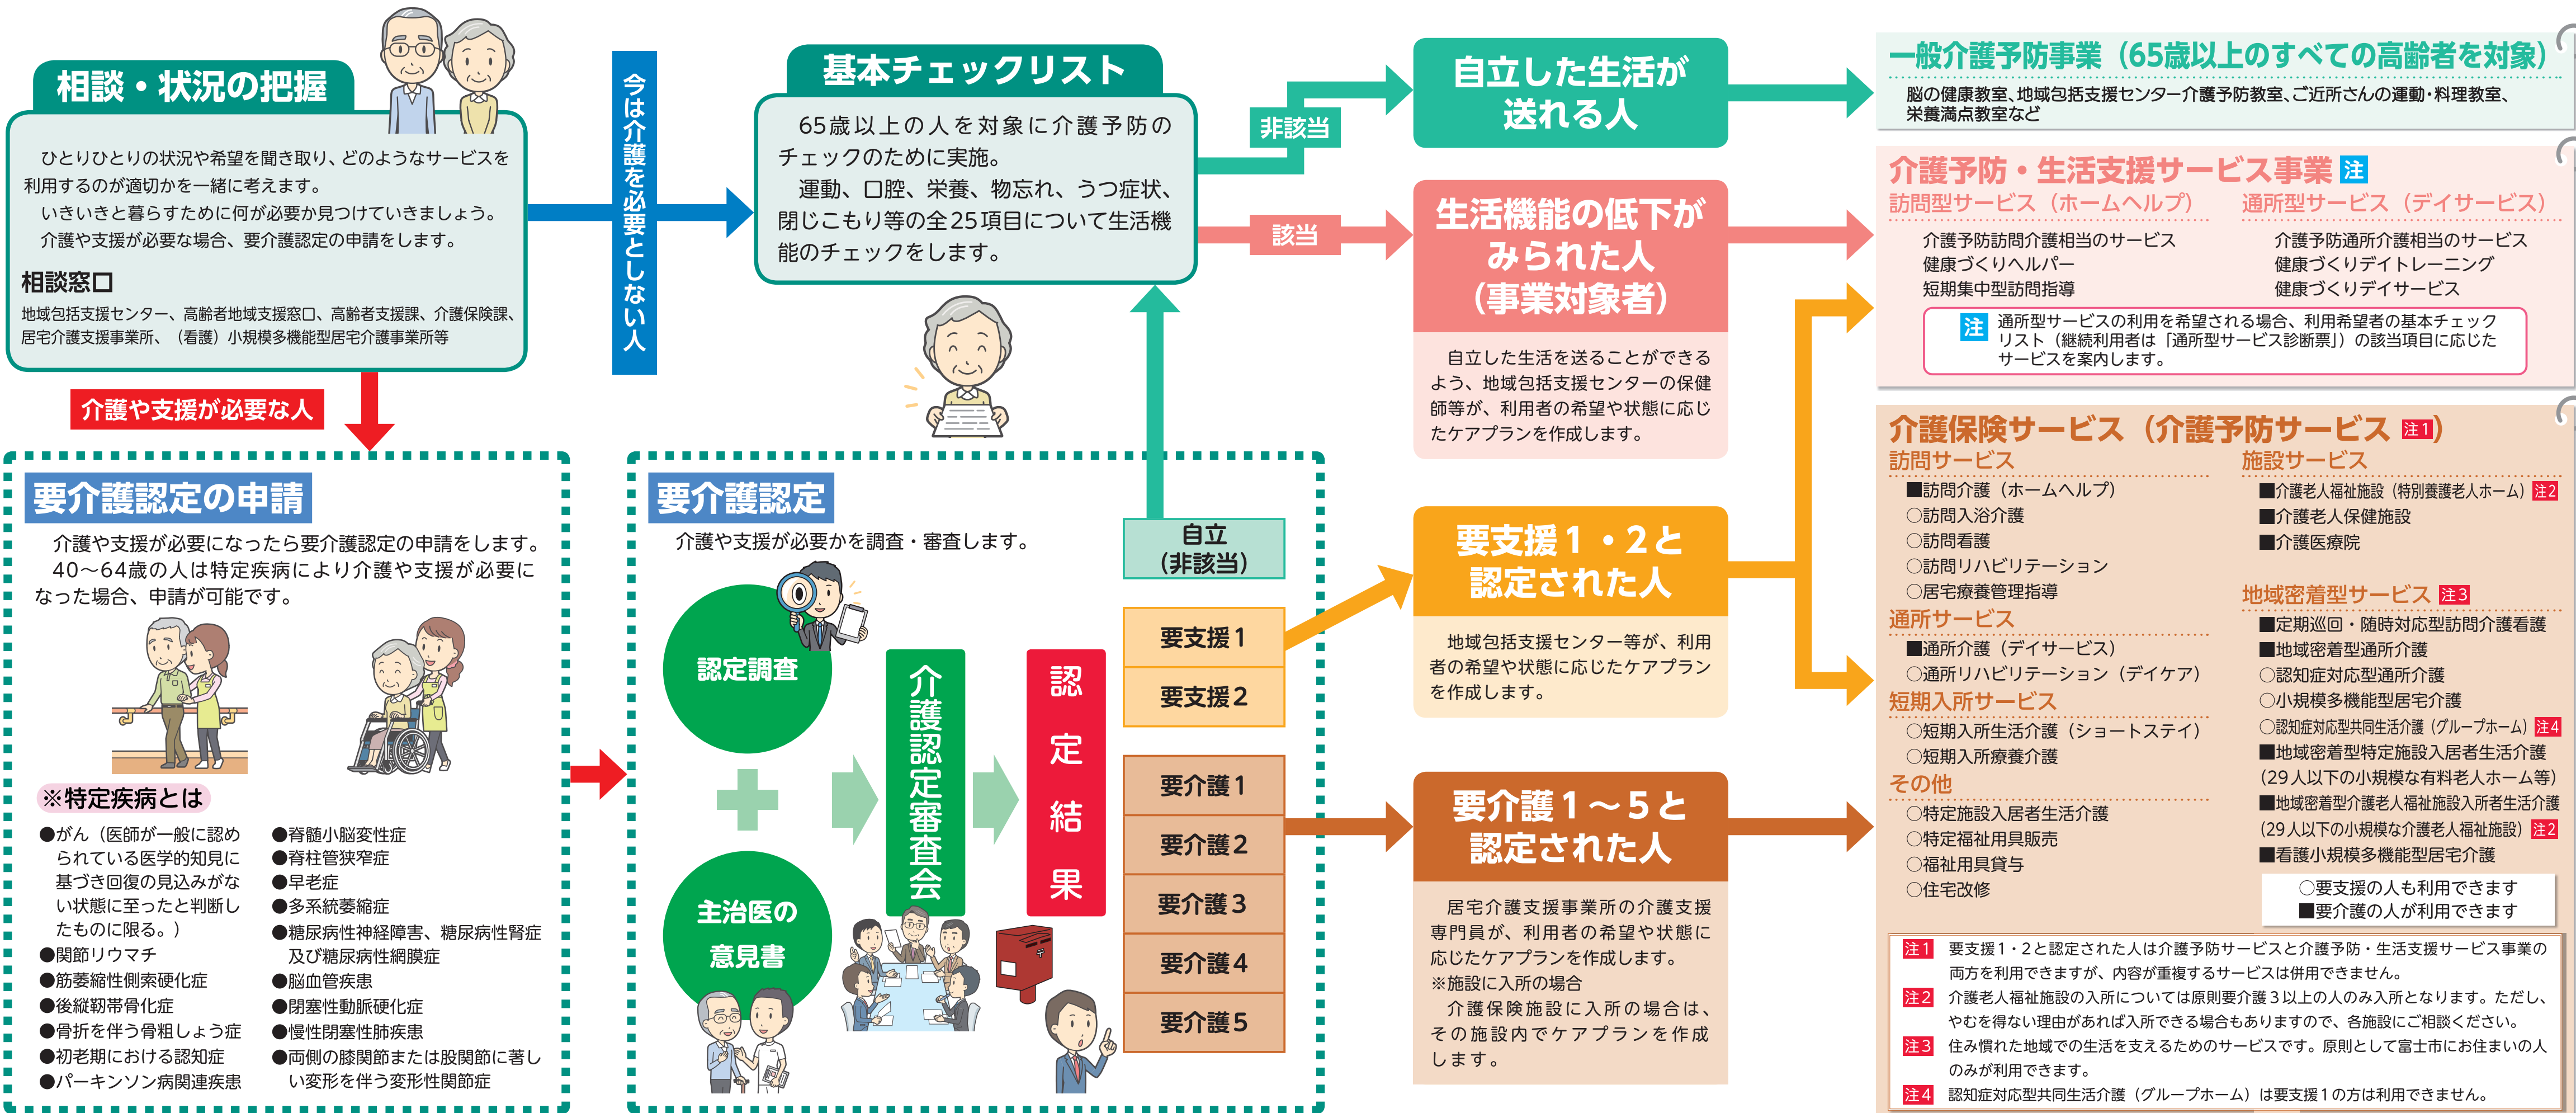 相談・状況の把握
ひとりひとりの状況や希望を聞き取り、どのようなサービスを
利用するのが適切かを一緒に考えます。
いきいきと暮らすために何が必要か見つけていきましょう。
介護や支援が必要な場合、要介護認定の申請をします。
相談窓口
地域包括支援センター、高齢者地域支援窓口、高齢者支援課、介護保険課、
居宅介護支援事業所、（看護）小規模多機能型居宅介護事業所等
今は介護を必要としない人
介護や支援が必要な人
基本チェックリスト
65歳以上の人を対象に介護予防の
チェックのために実施。
運動、口腔、栄養、物忘れ、うつ症状、
閉じこもり等の全25項目について生活機
能のチェックをします。
非該当
該当
要介護認定の申請
介護や支援が必要になったら要介護認定の申請をします。
40～64歳の人は特定疾病により介護や支援が必要に
なった場合、申請が可能です。
※特定疾病とは
●がん（医師が一般に認め
られている医学的知見に
基づき回復の見込みがな
い状態に至ったと判断し
たものに限る。）
●関節リウマチ
●筋萎縮性側索硬化症
●後縦靭帯骨化症
●骨折を伴う骨粗しょう症
●初老期における認知症
●パーキンソン病関連疾患
●脊髄小脳変性症
●脊柱管狭窄症
●早老症
●多系統萎縮症
●糖尿病性神経障害、糖尿病性腎症
及び糖尿病性網膜症
●脳血管疾患
●閉塞性動脈硬化症
●慢性閉塞性肺疾患
●両側の膝関節または股関節に著し
い変形を伴う変形性関節症
要介護認定
介護や支援が必要かを調査・審査します。
認定調査
主治医の
意見書
介護認定審査会
認定結果
自立
（非該当）
要支援1
要支援2
要介護1
要介護2
要介護3
要介護4
要介護5
自立した生活が
送れる人
生活機能の低下が
みられた人
（事業対象者）
自立した生活を送ることができる
よう、地域包括支援センターの保健
師等が、利用者の希望や状態に応じ
たケアプランを作成します。
要支援1・2と
認定された人
地域包括支援センター等が、利用
者の希望や状態に応じたケアプラン
を作成します。
要介護1～5と
認定された人
居宅介護支援事業所の介護支援
専門員が、利用者の希望や状態に
応じたケアプランを作成します。
※施設に入所の場合
介護保険施設に入所の場合は、
その施設内でケアプランを作成
します。
一般介護予防事業（65歳以上のすべての高齢者を対象）
脳の健康教室、地域包括支援センター介護予防教室、ご近所さんの運動・料理教室、
栄養満点教室など
介護予防・生活支援サービス事業 注
訪問型サービス（ホームヘルプ）
介護予防訪問介護相当のサービス
健康づくりヘルパー
短期集中型訪問指導
通所型サービス（デイサービス）
介護予防通所介護相当のサービス
健康づくりデイトレーニング
健康づくりデイサービス
注 通所型サービスの利用を希望される場合、利用希望者の基本チェック
リスト（継続利用者は「通所型サービス診断票」）の該当項目に応じた
サービスを案内します。
介護保険サービス（介護予防サービス 注1）
訪問サービス
■訪問介護（ホームヘルプ）
○訪問入浴介護
○訪問看護
○訪問リハビリテーション
○居宅療養管理指導
通所サービス
■通所介護（デイサービス）
○通所リハビリテーション（デイケア）
短期入所サービス
○短期入所生活介護（ショートステイ）
○短期入所療養介護
その他
○特定施設入居者生活介護
○特定福祉用具販売
○福祉用具貸与
○住宅改修
施設サービス
■介護老人福祉施設（特別養護老人ホーム）注2
■介護老人保健施設
■介護医療院
地域密着型サービス 注3
■定期巡回・随時対応型訪問介護看護
■地域密着型通所介護
○認知症対応型通所介護
○小規模多機能型居宅介護
○認知症対応型共同生活介護（グループホーム）注4
■地域密着型特定施設入居者生活介護
（29人以下の小規模な有料老人ホーム等）
■地域密着型介護老人福祉施設入所者生活介護
（29人以下の小規模な介護老人福祉施設）注2
■看護小規模多機能型居宅介護
○要支援の人も利用できます
■要介護の人が利用できます
注1 要支援1・2と認定された人は介護予防サービスと介護予防・生活支援サービス事業の
両方を利用できますが、内容が重複するサービスは併用できません。
注2 介護老人福祉施設の入所については原則要介護3以上の人のみ入所となります。ただし、
やむを得ない理由があれば入所できる場合もありますので、各施設にご相談ください。
注3 住み慣れた地域での生活を支えるためのサービスです。原則として富士市にお住まいの人
のみが利用できます。
注4 認知症対応型共同生活介護（グループホーム）は要支援1の方は利用できません。